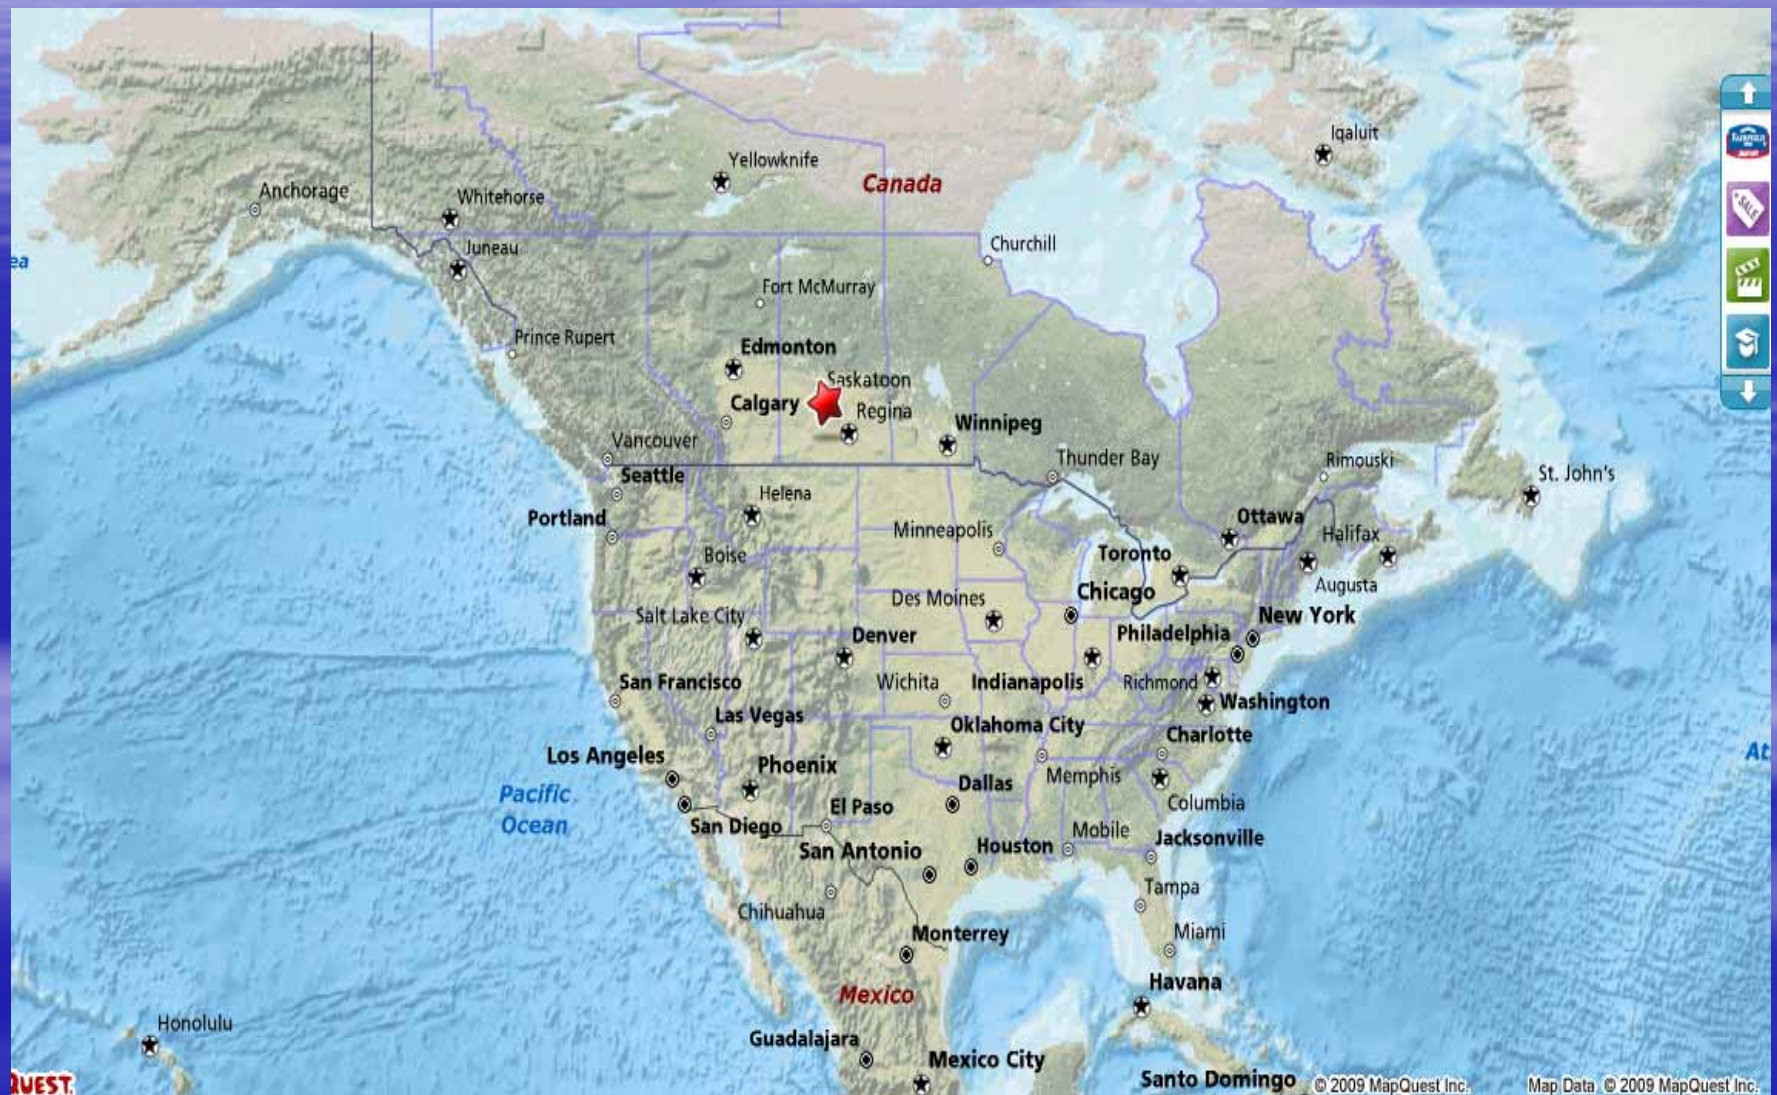 Iqaluit
Yellowknife
Canada
Anchorage
Whitehorse
Juneau
Churchill
ea
Fort McMurray
Prince Rupert
Edmonton
Saskatoon
Calgary
Regina
Winnipeg
Vancouver
Thunder Bay
Rimouski
Seattle
St. John's
Helena
Portland
Ottawa
Minneapolis
Halifax
Boise
Toronto
Augusta
Chicago
Des Moines
Salt Lake City
New York
Denver
Philadelphia
San Francisco
Wichita
Indianapolis
Richmond
Washington
Las Vegas
Oklahoma City
Charlotte
Los Angeles
At
Phoenix
Memphis
Dallas
Pacific
Ocean
El Paso
Columbia
San Diego
Mobile
Jacksonville
San Antonio
Houston
Tampa
Chihuahua
Monterrey
Miami
Havana
Mexico
Honolulu
Guadalajara
Mexico City
Santo Domingo
QUEST.
© 2009 MapQuest Inc.
Map Data © 2009 MapQuest Inc.
SALE